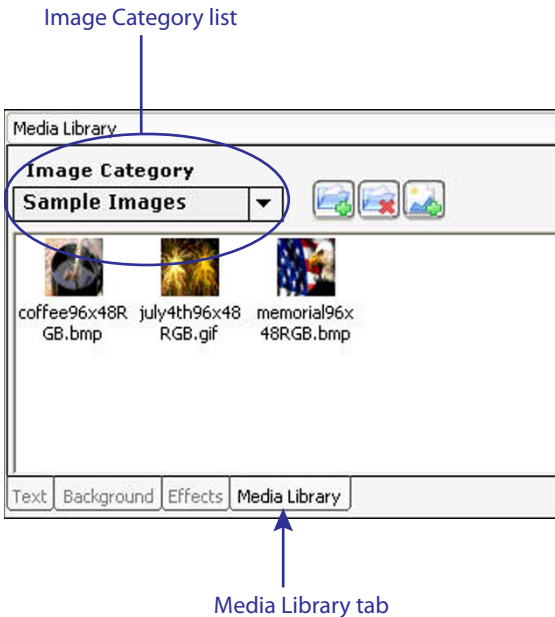 Image Category list
Media Library
Image Category
Sample Images
coffee96x48R
GB.bmp
july4th96x48
RGB.gif
memorial96x
48RGB.bmp
Text
Background
Effects
Media Library
Media Library tab